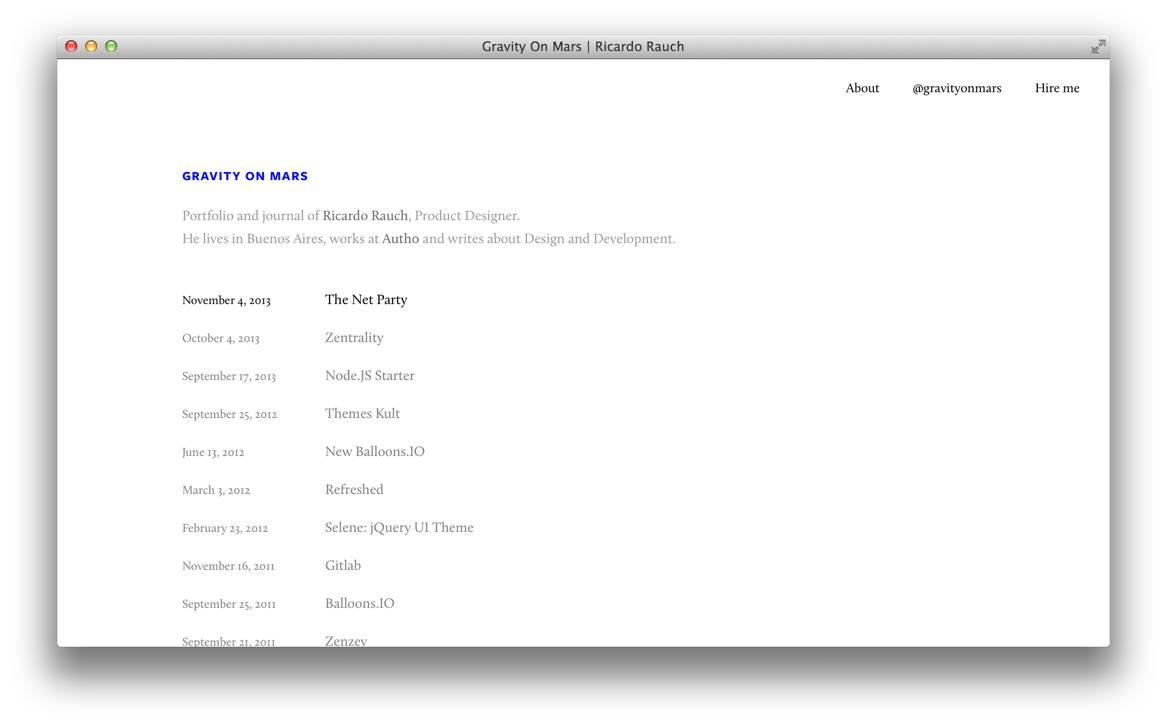 Gravity On Mars | Ricardo Rauch
About @gravityonmars Hire me
GRAVITY ON MARS
Portfolio and journal of Ricardo Rauch, Product Designer.
He lives in Buenos Aires, works at Autho and writes about Design and Development.
November 4, 2013 The Net Party
October 4, 2013 Zentrality
September 17, 2013 Node.JS Starter
September 25, 2012 Themes Kult
June 13, 2012 New Balloons.IO
March 3, 2012 Refreshed
February 23, 2012 Selene: jQuery UI Theme
November 16, 2011 Gitlab
September 25, 2011 Balloons.IO
September 21, 2011 Zenzey